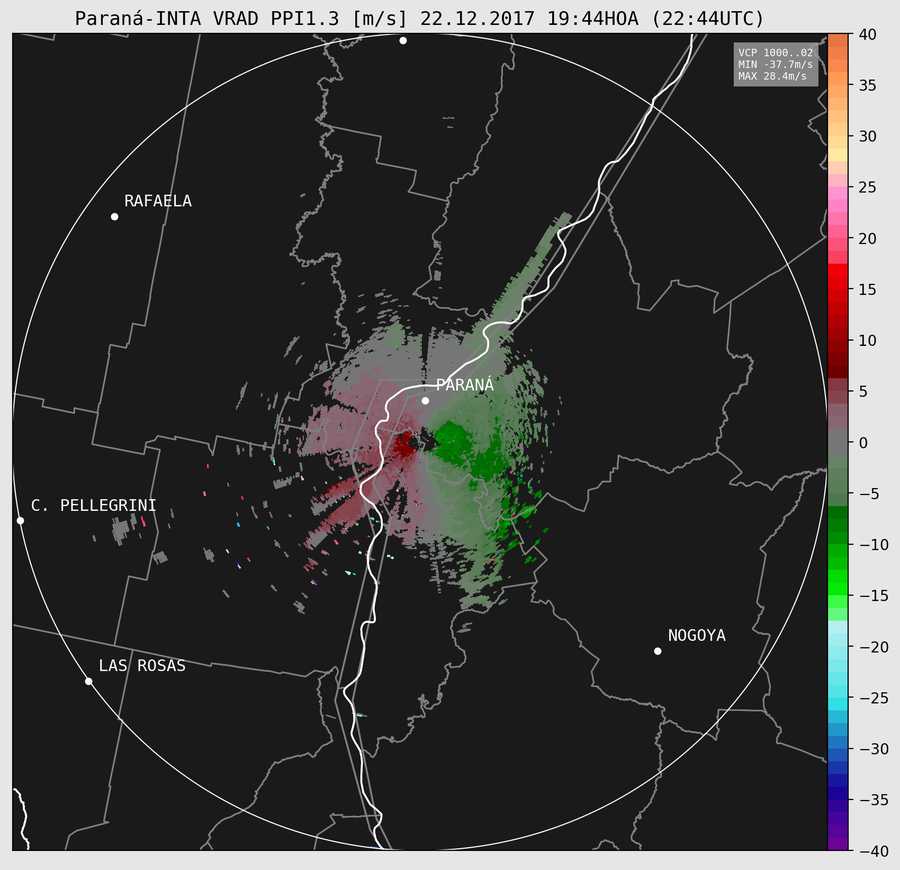 Paraná-INTA VRAD PPI1.3 [m/s] 22.12.2017 19:44HOA (22:44UTC)
VCP 1000..02
MIN -37.7m/s
MAX 28.4m/s
RAFAELA
PARANÁ
C. PELLEGRINI
NOGOYA
LAS ROSAS
40
35
30
25
20
15
10
5
0
−5
−10
−15
−20
−25
−30
−35
−40